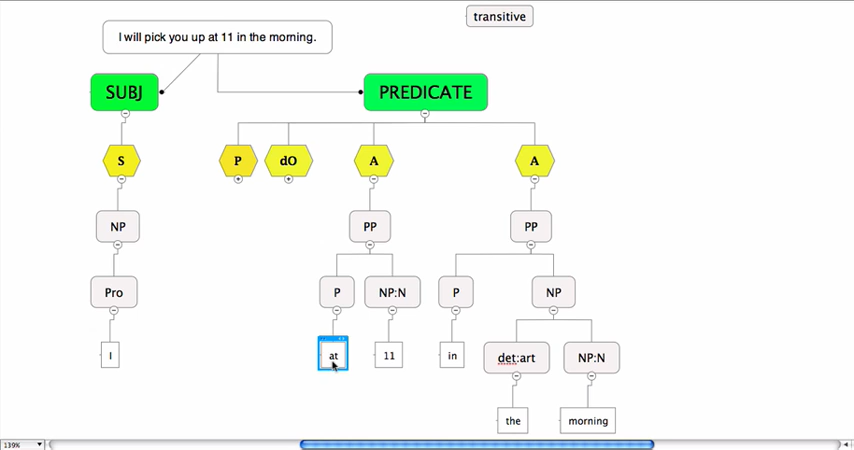 transitive
I will pick you up at 11 in the morning.
SUBJ
PREDICATE
S
P
dO
A
A
NP
PP
PP
Pro
P
NP:N
P
NP
I
at
11
in
det:art
NP:N
the
morning
139%